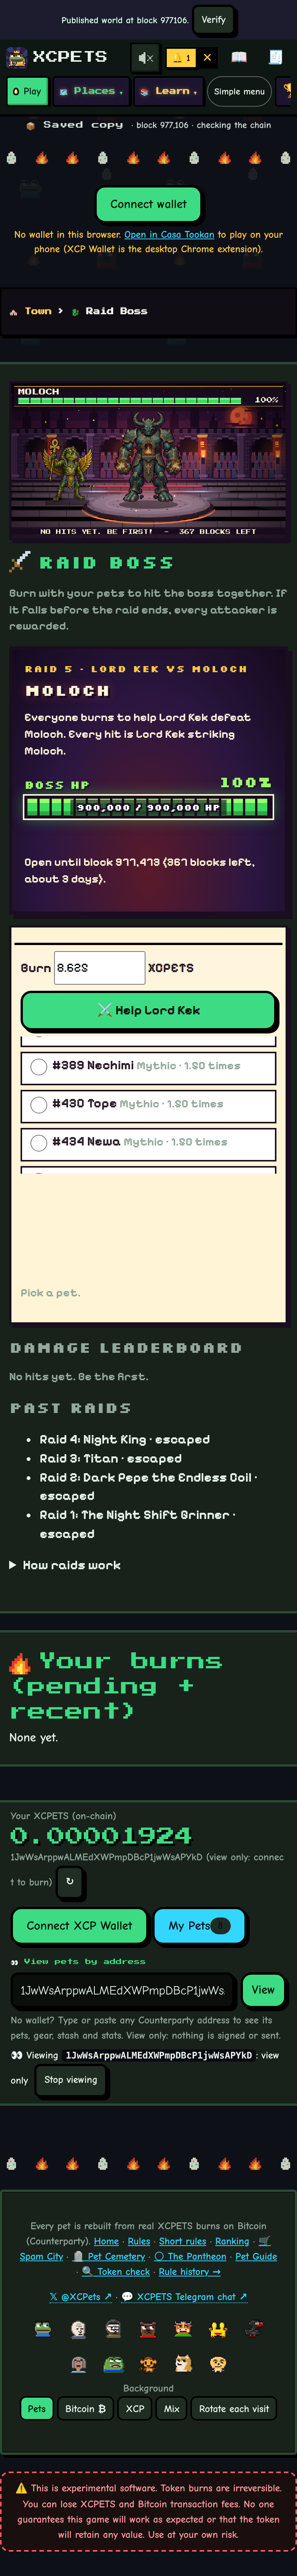 Published world at block 977106.
Verify
XCPETS
1
Play
Places
Learn
Simple menu
Saved copy · block 977,106 · checking the chain
Connect wallet
No wallet in this browser. Open in Casa Tookan to play on your
phone (XCP Wallet is the desktop Chrome extension).
Town > Raid Boss
MOLOCH
100%
NO HITS YET. BE FIRST! - 367 BLOCKS LEFT
RAID BOSS
Burn with your pets to hit the boss together. If
it falls before the raid ends, every attacker is
rewarded.
RAID 5 · LORD KEK VS MOLOCH
MOLOCH
Everyone burns to help Lord Kek defeat
Moloch. Every hit is Lord Kek striking
Moloch.
BOSS HP 100%
900,000 / 900,000 HP
Open until block 977,473 (367 blocks left,
about 3 days).
Burn XCPETS
Help Lord Kek
#389 Nechimi Mythic · 1.80 times
#430 Tope Mythic · 1.80 times
#434 Newa Mythic · 1.80 times
Pick a pet.
DAMAGE LEADERBOARD
No hits yet. Be the first.
PAST RAIDS
• Raid 4: Night King · escaped
• Raid 3: Titan · escaped
• Raid 2: Dark Pepe the Endless Coil ·
escaped
• Raid 1: The Night Shift Grinner ·
escaped
▶ How raids work
Your burns
(pending +
recent)
None yet.
Your XCPETS (on-chain)
0.00001924
1JwWsArppwALMEdXWPmpDBcP1jwWsAPYkD (view only: connec
t to burn) ↻
Connect XCP Wallet
My Pets
View pets by address
1JwWsArppwALMEdXWPmpDBcP1jwWs
View
No wallet? Type or paste any Counterparty address to see its
pets, gear, stash and stats. View only: nothing is signed or sent.
Viewing 1JwWsArppwALMEdXWPmpDBcP1jwWsAPYkD: view
only Stop viewing
Every pet is rebuilt from real XCPETS burns on Bitcoin
(Counterparty). Home · Rules · Short rules · Ranking ·
Spam City · Pet Cemetery · The Pantheon · Pet Guide
· Token check · Rule history →
𝕏 @XCPets ↗ · XCPETS Telegram chat ↗
Background
Pets
Bitcoin ₿
XCP
Mix
Rotate each visit
⚠️ This is experimental software. Token burns are irreversible.
You can lose XCPETS and Bitcoin transaction fees. No one
guarantees this game will work as expected or that the token
will retain any value. Use at your own risk.